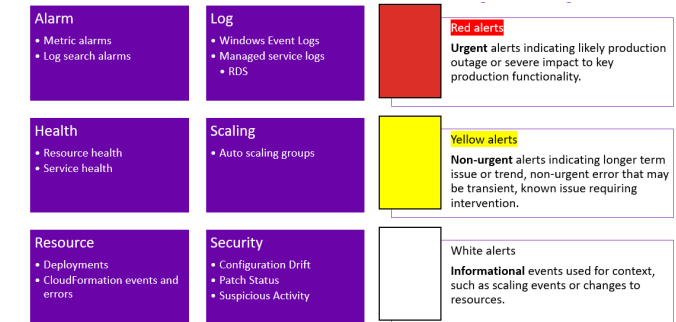 Alarm
• Metric alarms
• Log search alarms
Log
• Windows Event Logs
• Managed service logs
• RDS
Red alerts
Urgent alerts indicating likely production
outage or severe impact to key
production functionality.
Health
• Resource health
• Service health
Scaling
• Auto scaling groups
Yellow alerts
Non-urgent alerts indicating longer term
issue or trend, non-urgent error that may
be transient, known issue requiring
intervention.
Resource
• Deployments
• CloudFormation events and
errors
Security
• Configuration Drift
• Patch Status
• Suspicious Activity
White alerts
Informational events used for context,
such as scaling events or changes to
resources.